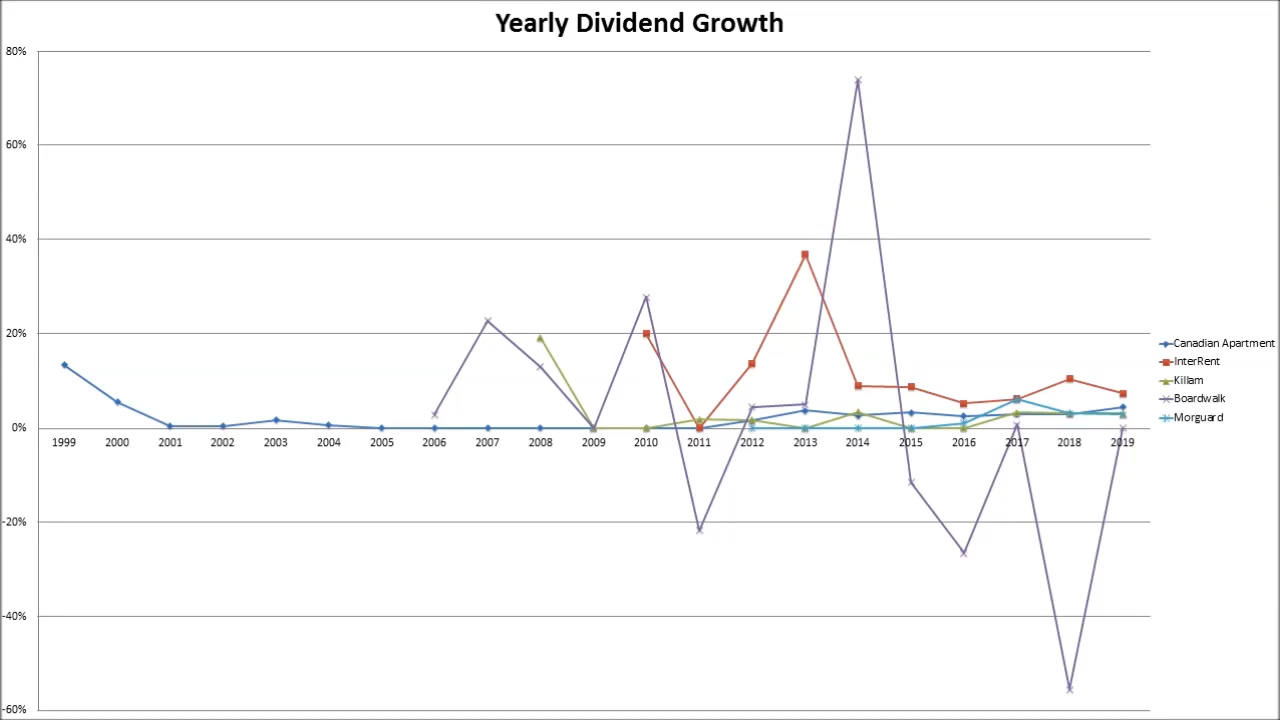 Yearly Dividend Growth
80%
60%
40%
20%
0%
-20%
-40%
-60%
1999 2000 2001 2002 2003 2004 2005 2006 2007 2008 2009 2010 2011 2012 2013 2014 2015 2016 2017 2018 2019
Canadian Apartment
InterRent
Killam
Boardwalk
Morguard